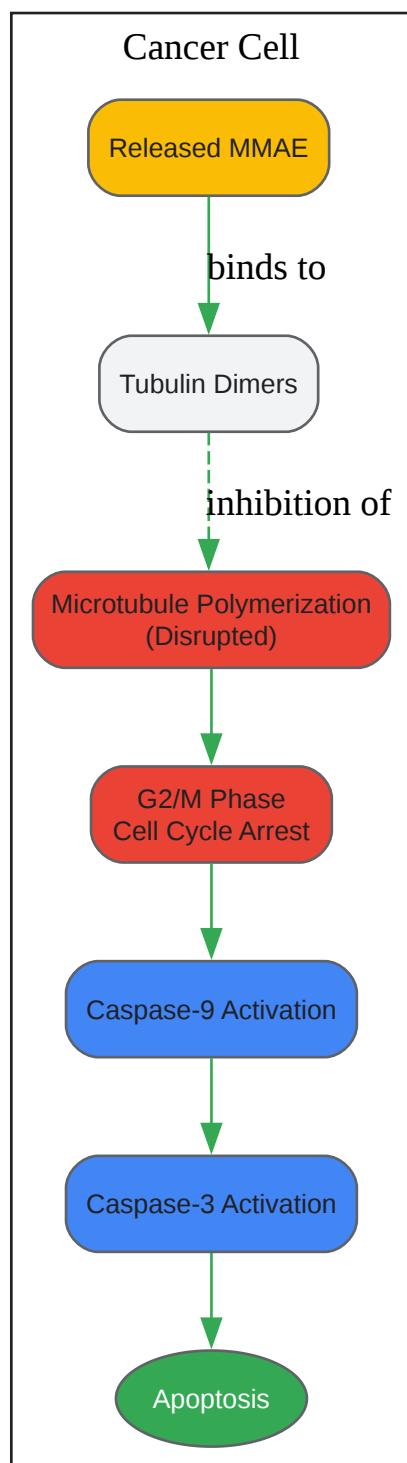 Cancer Cell
Released MMAE
binds to
Tubulin Dimers
inhibition of
Microtubule Polymerization
(Disrupted)
G2/M Phase
Cell Cycle Arrest
Caspase-9 Activation
Caspase-3 Activation
Apoptosis